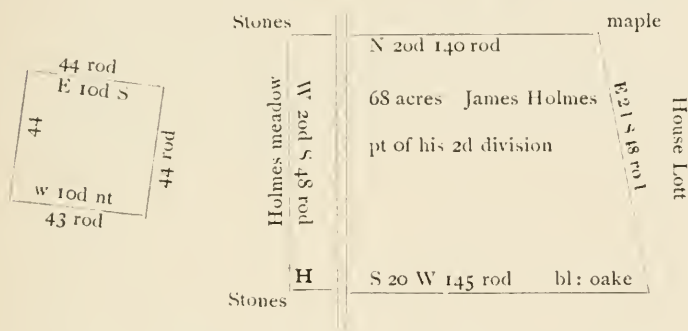 44 rod
E 10d S
44
44 rod
w 10d nt
43 rod
Stones
maple
N 20d 140 rod
68 acres James Holmes
pt of his 2d division
Holmes meadow
W 20d S 48 rod
E 21 S 48 rod
House Lott
H
S 20 W 145 rod bl: oake
Stones